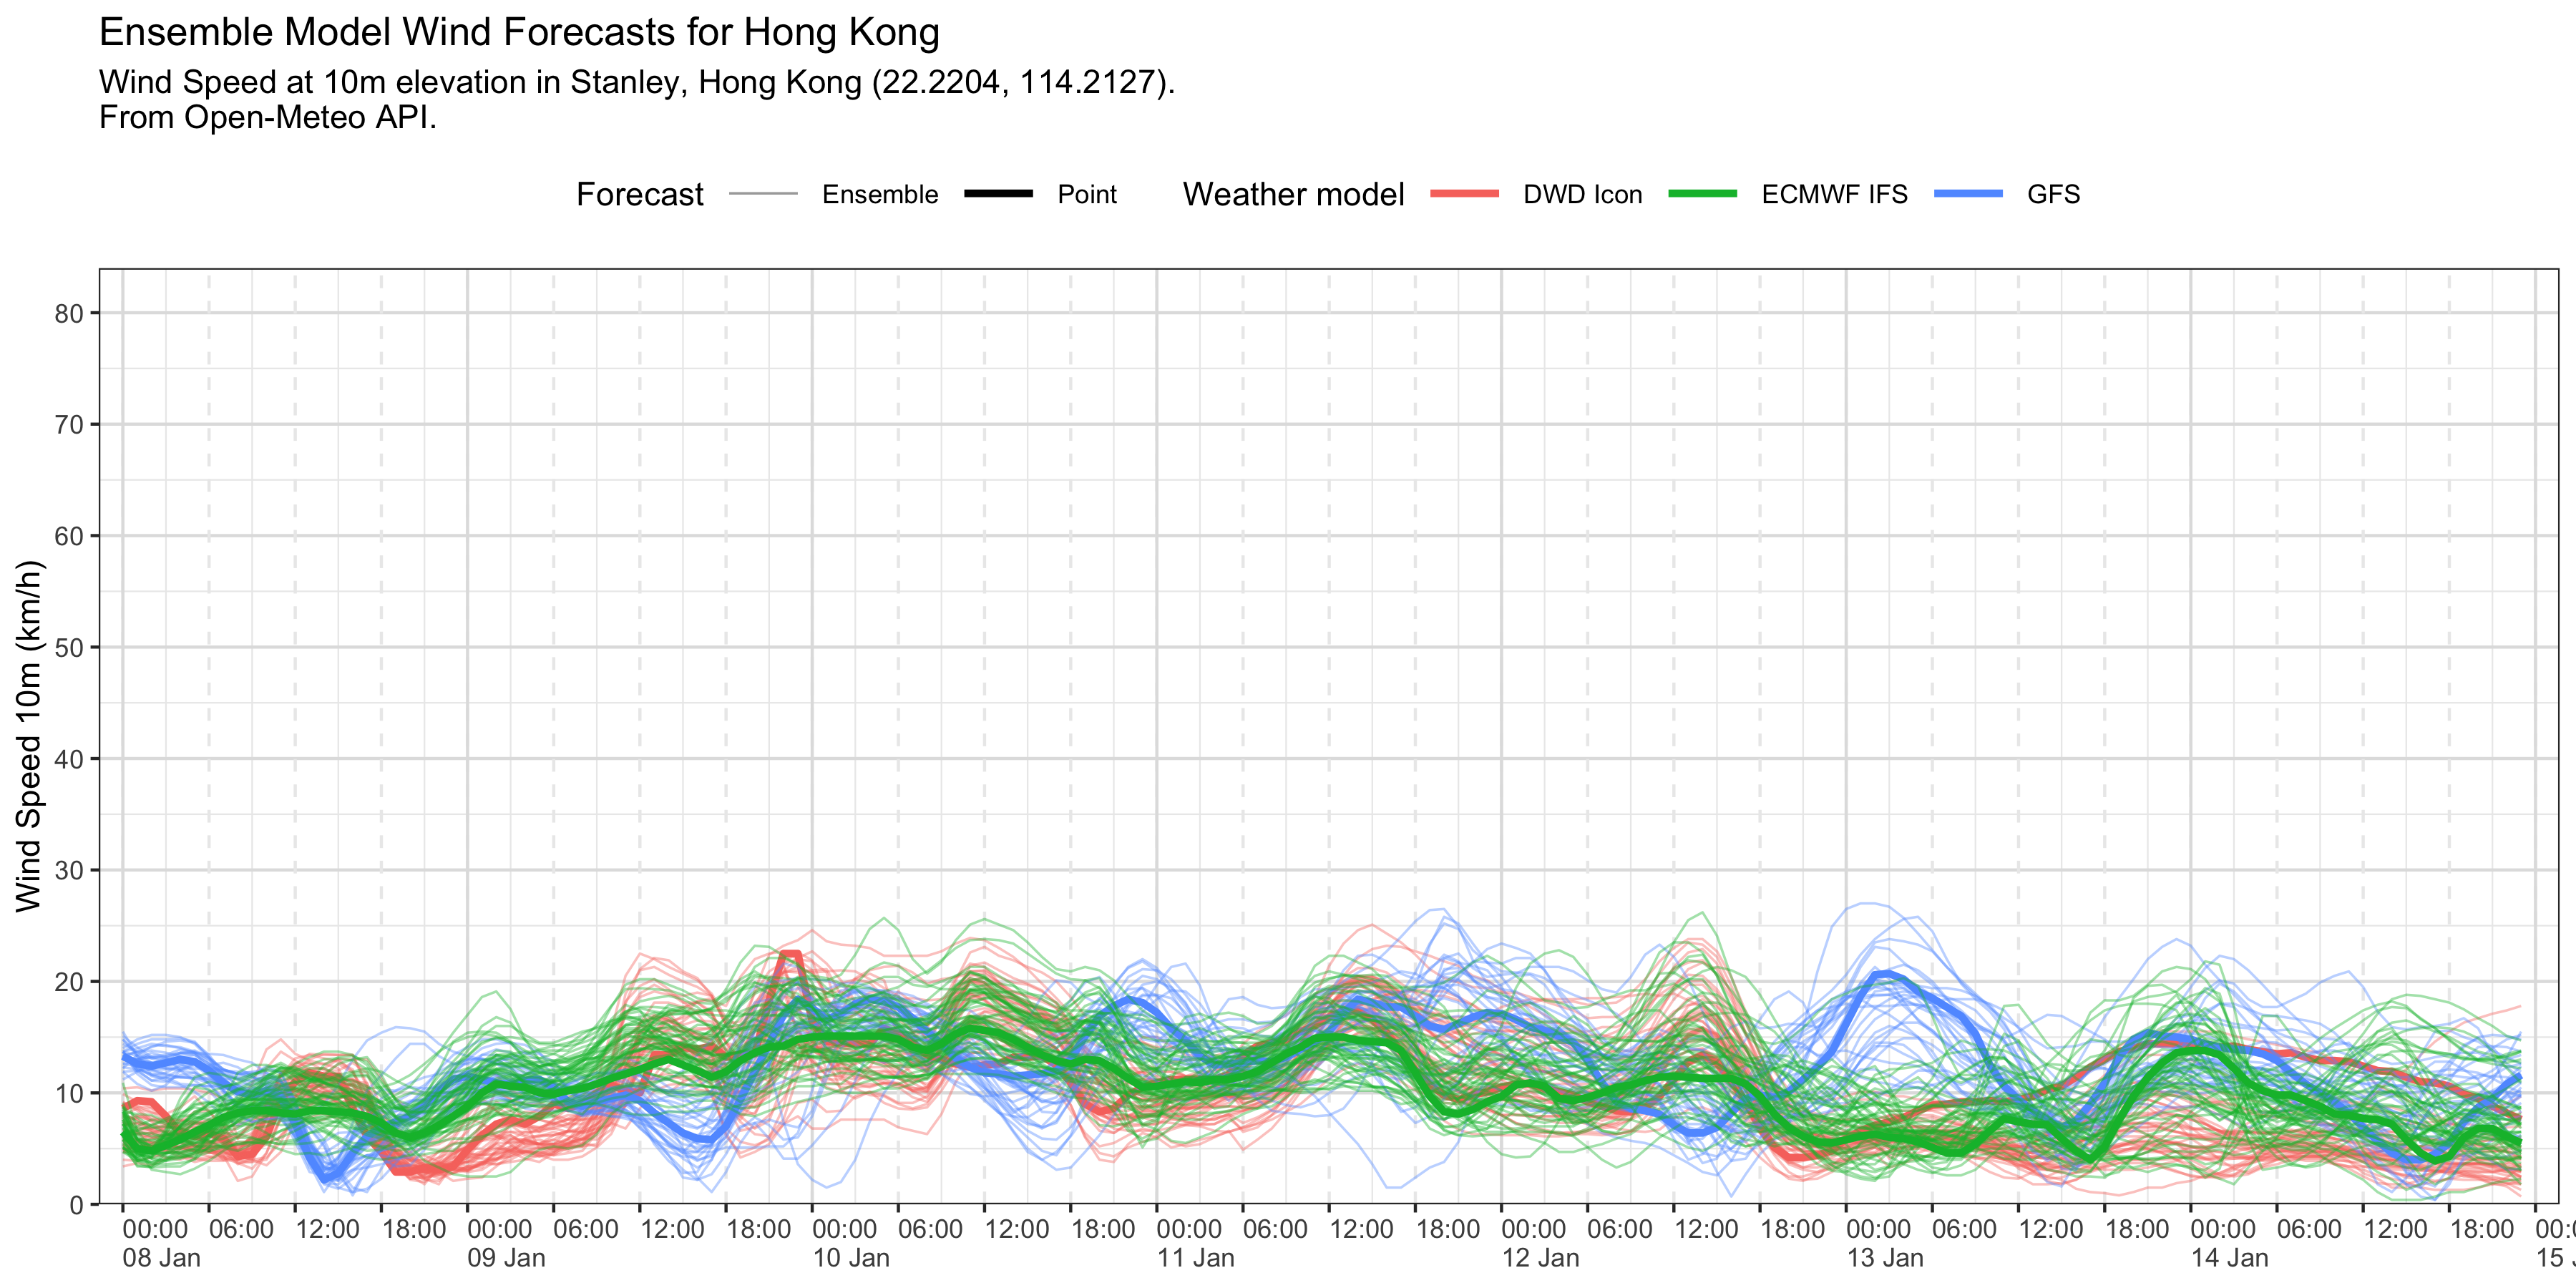 Ensemble Model Wind Forecasts for Hong Kong
Wind Speed at 10m elevation in Stanley, Hong Kong (22.2204, 114.2127).
From Open-Meteo API.
Forecast Ensemble Point Weather model DWD Icon ECMWF IFS GFS
Wind Speed 10m (km/h)
80
70
60
50
40
30
20
10
0
00:00 06:00 12:00 18:00 00:00 06:00 12:00 18:00 00:00 06:00 12:00 18:00 00:00 06:00 12:00 18:00 00:00 06:00 12:00 18:00 00:00 06:00 12:00 18:00 00:00 06:00 12:00 18:00 00:0
08 Jan 09 Jan 10 Jan 11 Jan 12 Jan 13 Jan 14 Jan 15 J